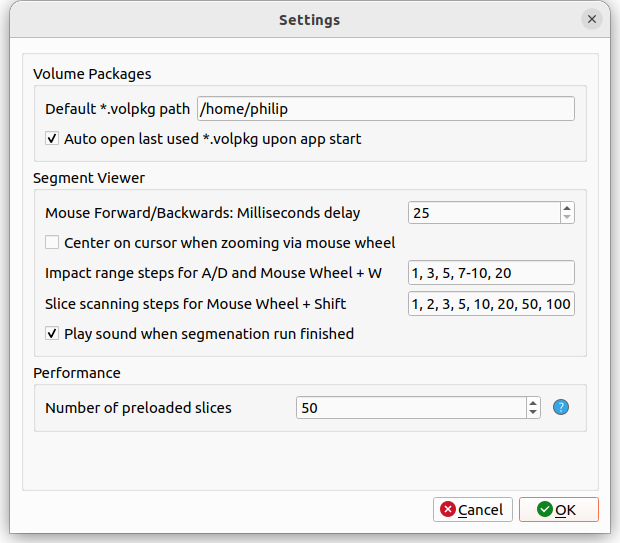 Settings
Volume Packages
Default *.volpkg path /home/philip
Auto open last used *.volpkg upon app start
Segment Viewer
Mouse Forward/Backwards: Milliseconds delay 25
Center on cursor when zooming via mouse wheel
Impact range steps for A/D and Mouse Wheel + W 1, 3, 5, 7-10, 20
Slice scanning steps for Mouse Wheel + Shift 1, 2, 3, 5, 10, 20, 50, 100
Play sound when segmenation run finished
Performance
Number of preloaded slices 50 ?
Cancel OK